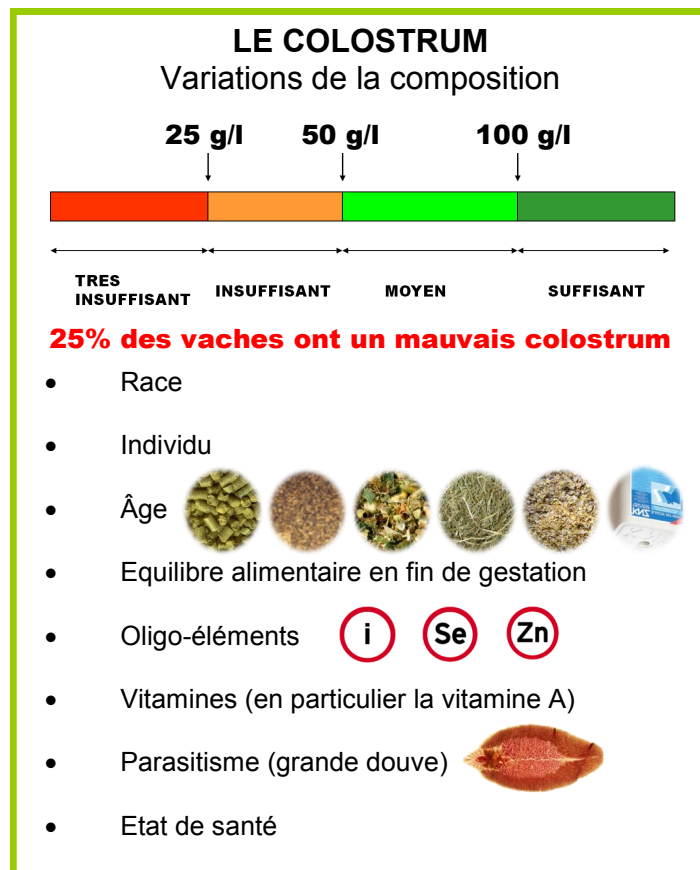 LE COLOSTRUM
Variations de la composition
25 g/l 50 g/l 100 g/l
TRES INSUFFISANT INSUFFISANT MOYEN SUFFISANT
25% des vaches ont un mauvais colostrum
• Race
• Individu
• Âge
KNZ
• Equilibre alimentaire en fin de gestation
• Oligo-éléments i Se Zn
• Vitamines (en particulier la vitamine A)
• Parasitisme (grande douve)
• Etat de santé